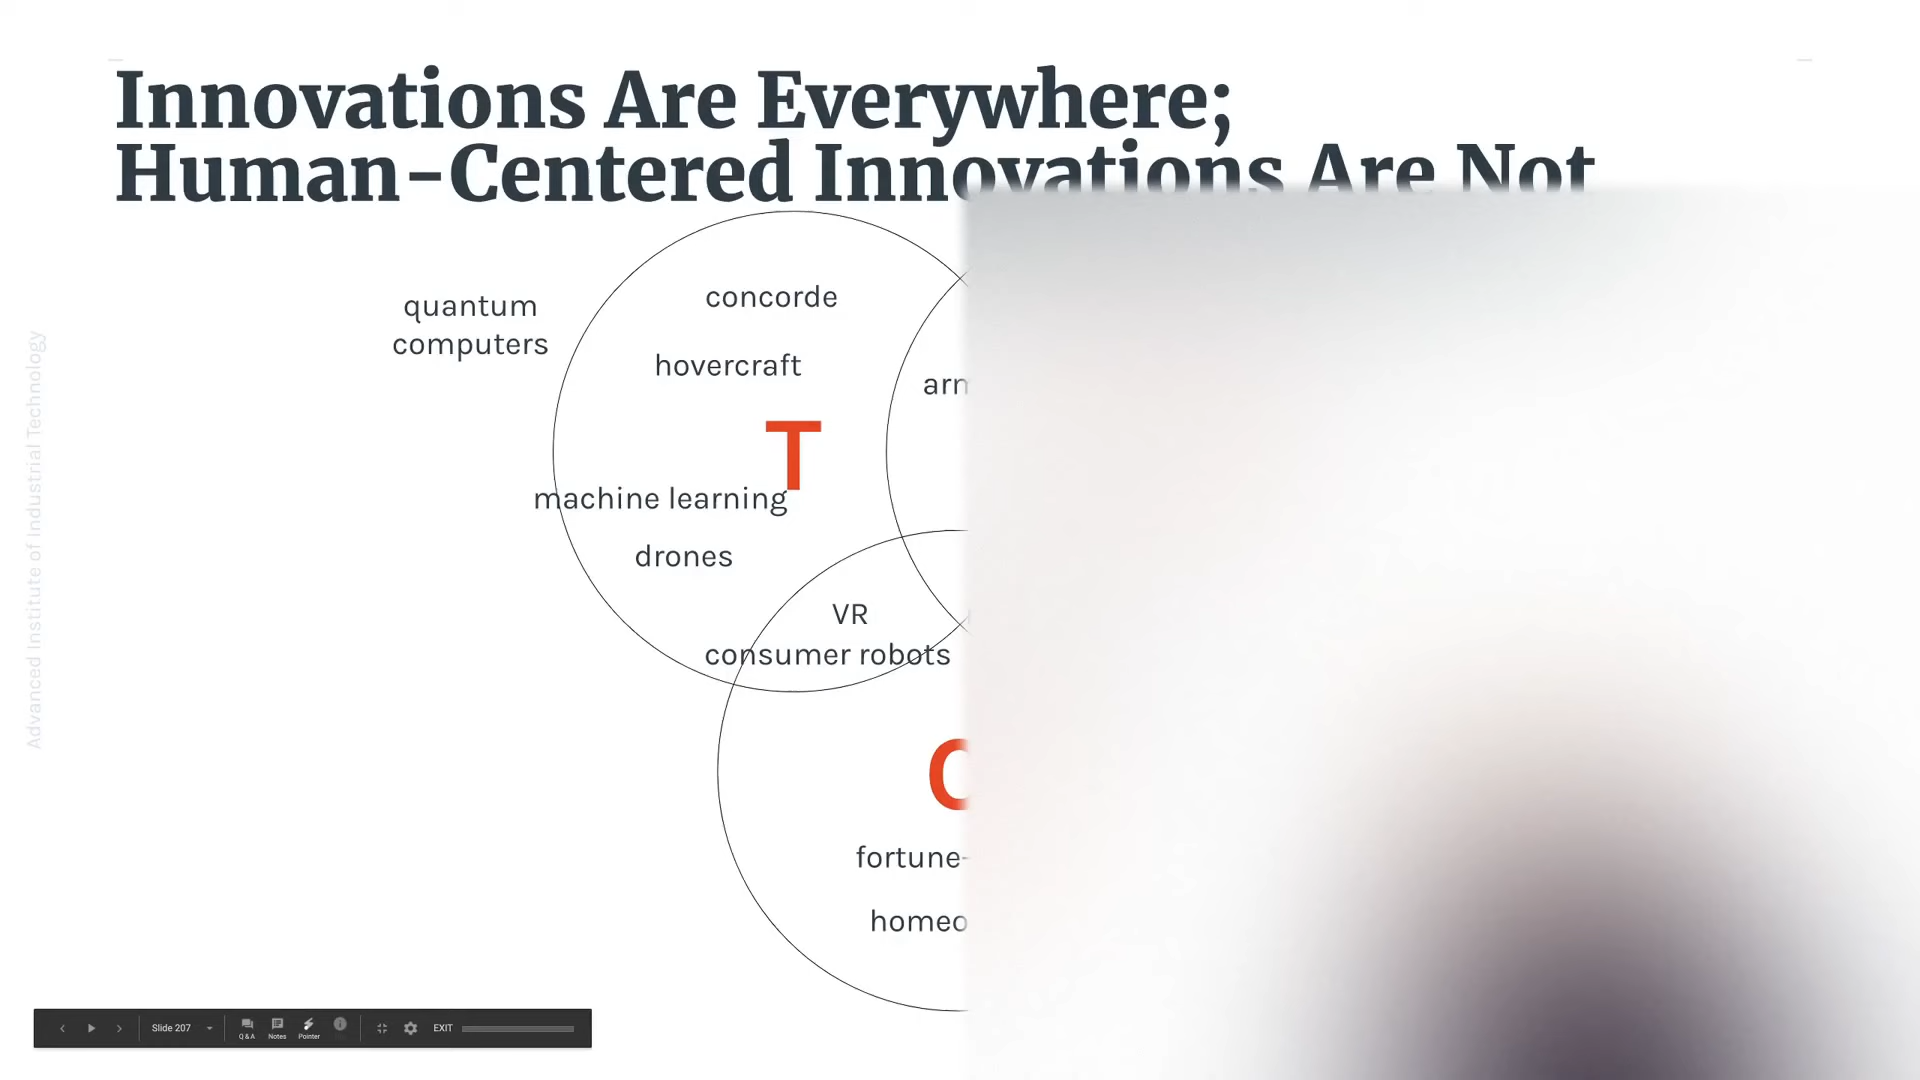 Innovations Are Everywhere;
Human-Centered Innovations Are Not
quantum
computers
concorde
hovercraft
T
machine learning
drones
VR
consumer robots
Advanced Institute of Industrial Technology
Slide 207
Q & A
Notes
Pointer
EXIT